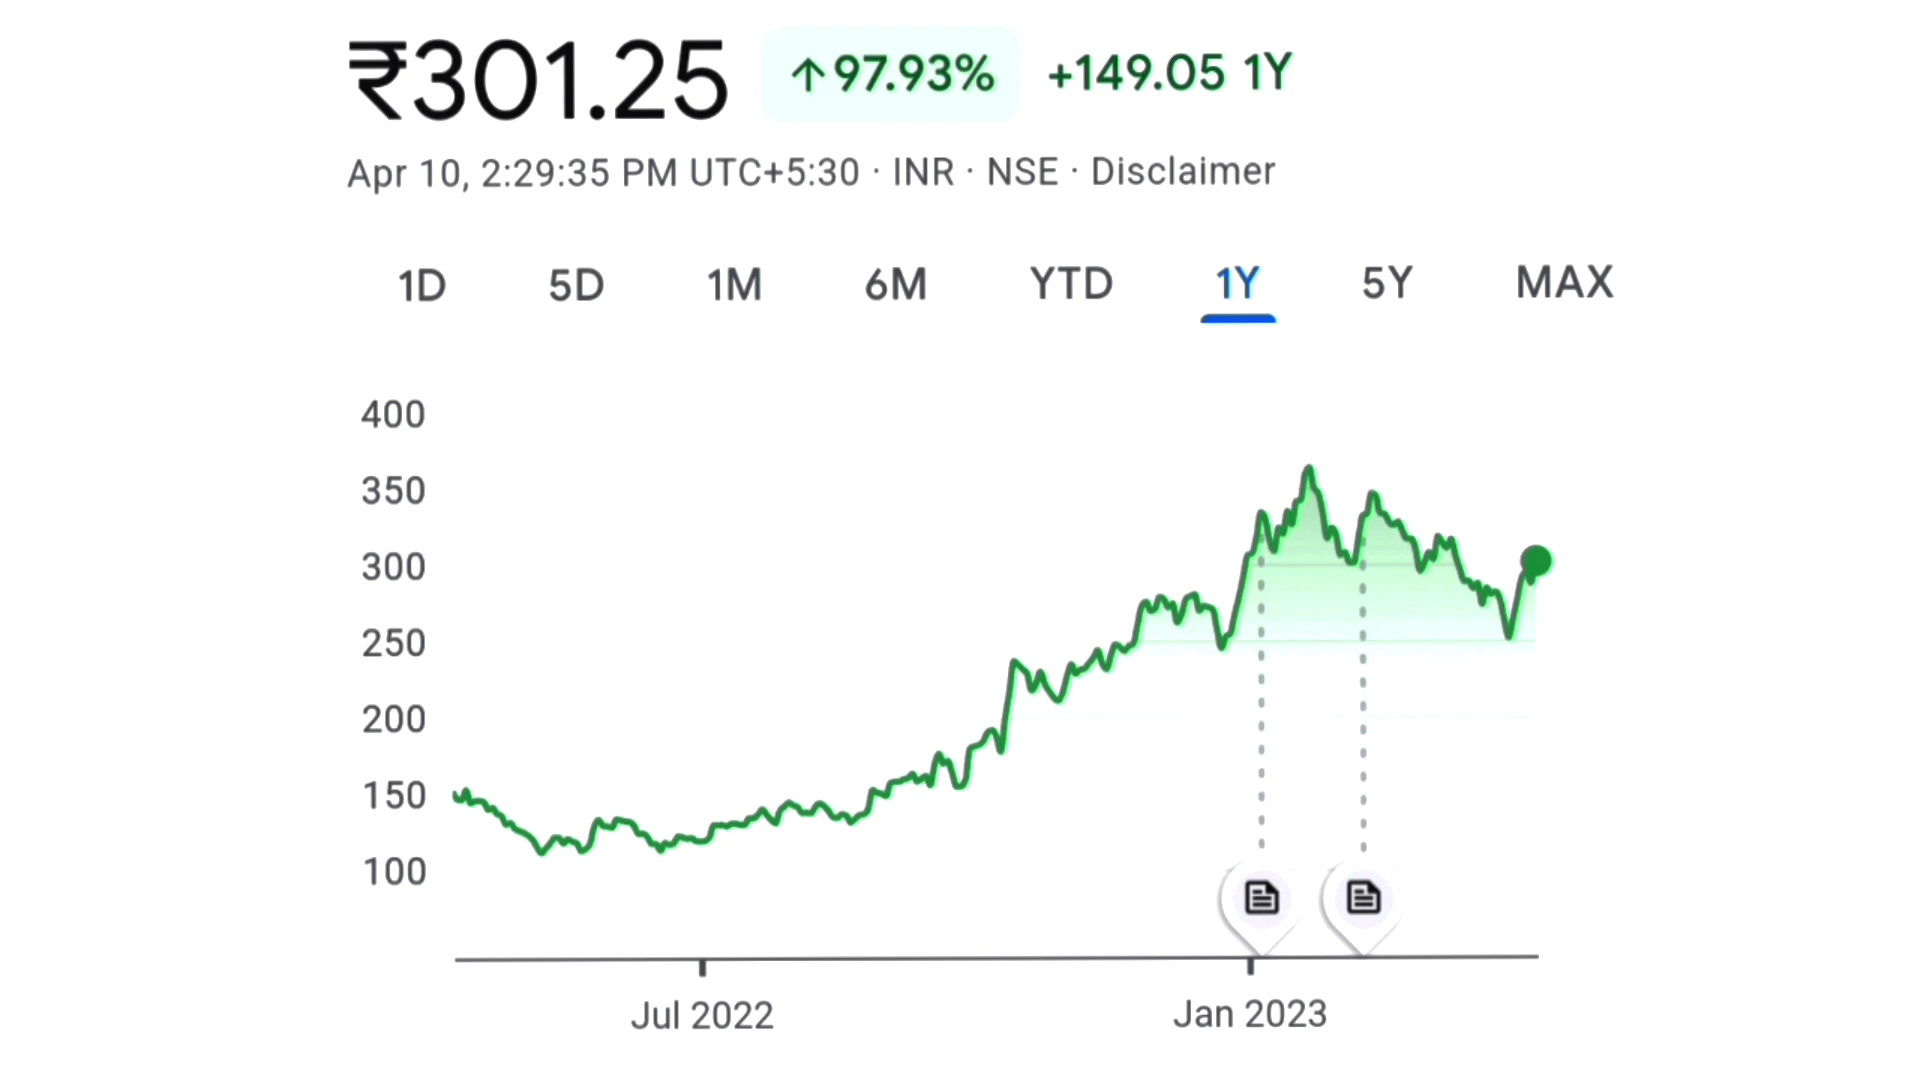 ₹301.25 ↑97.93% +149.05 1Y
Apr 10, 2:29:35 PM UTC+5:30 · INR · NSE · Disclaimer
1D 5D 1M 6M YTD 1Y 5Y MAX
400
350
300
250
200
150
100
Jul 2022 Jan 2023